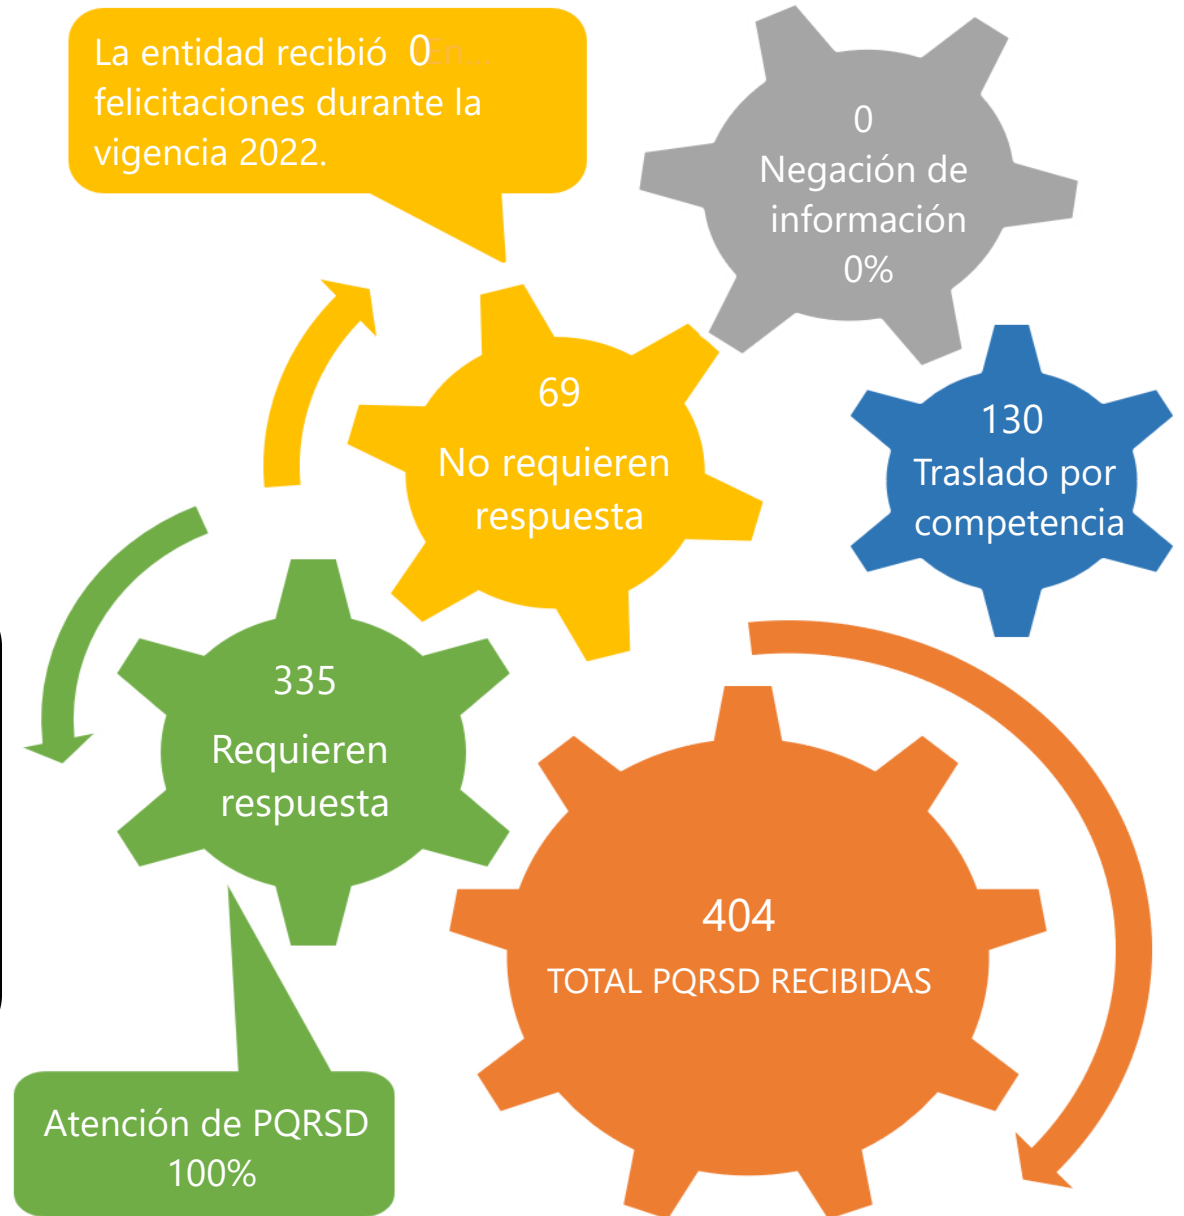 La entidad recibió 0
felicitaciones durante la
vigencia 2022.
0
Negación de
información
0%
69
No requieren
respuesta
130
Traslado por
competencia
335
Requieren
respuesta
404
TOTAL PQRSD RECIBIDAS
Atención de PQRSD
100%